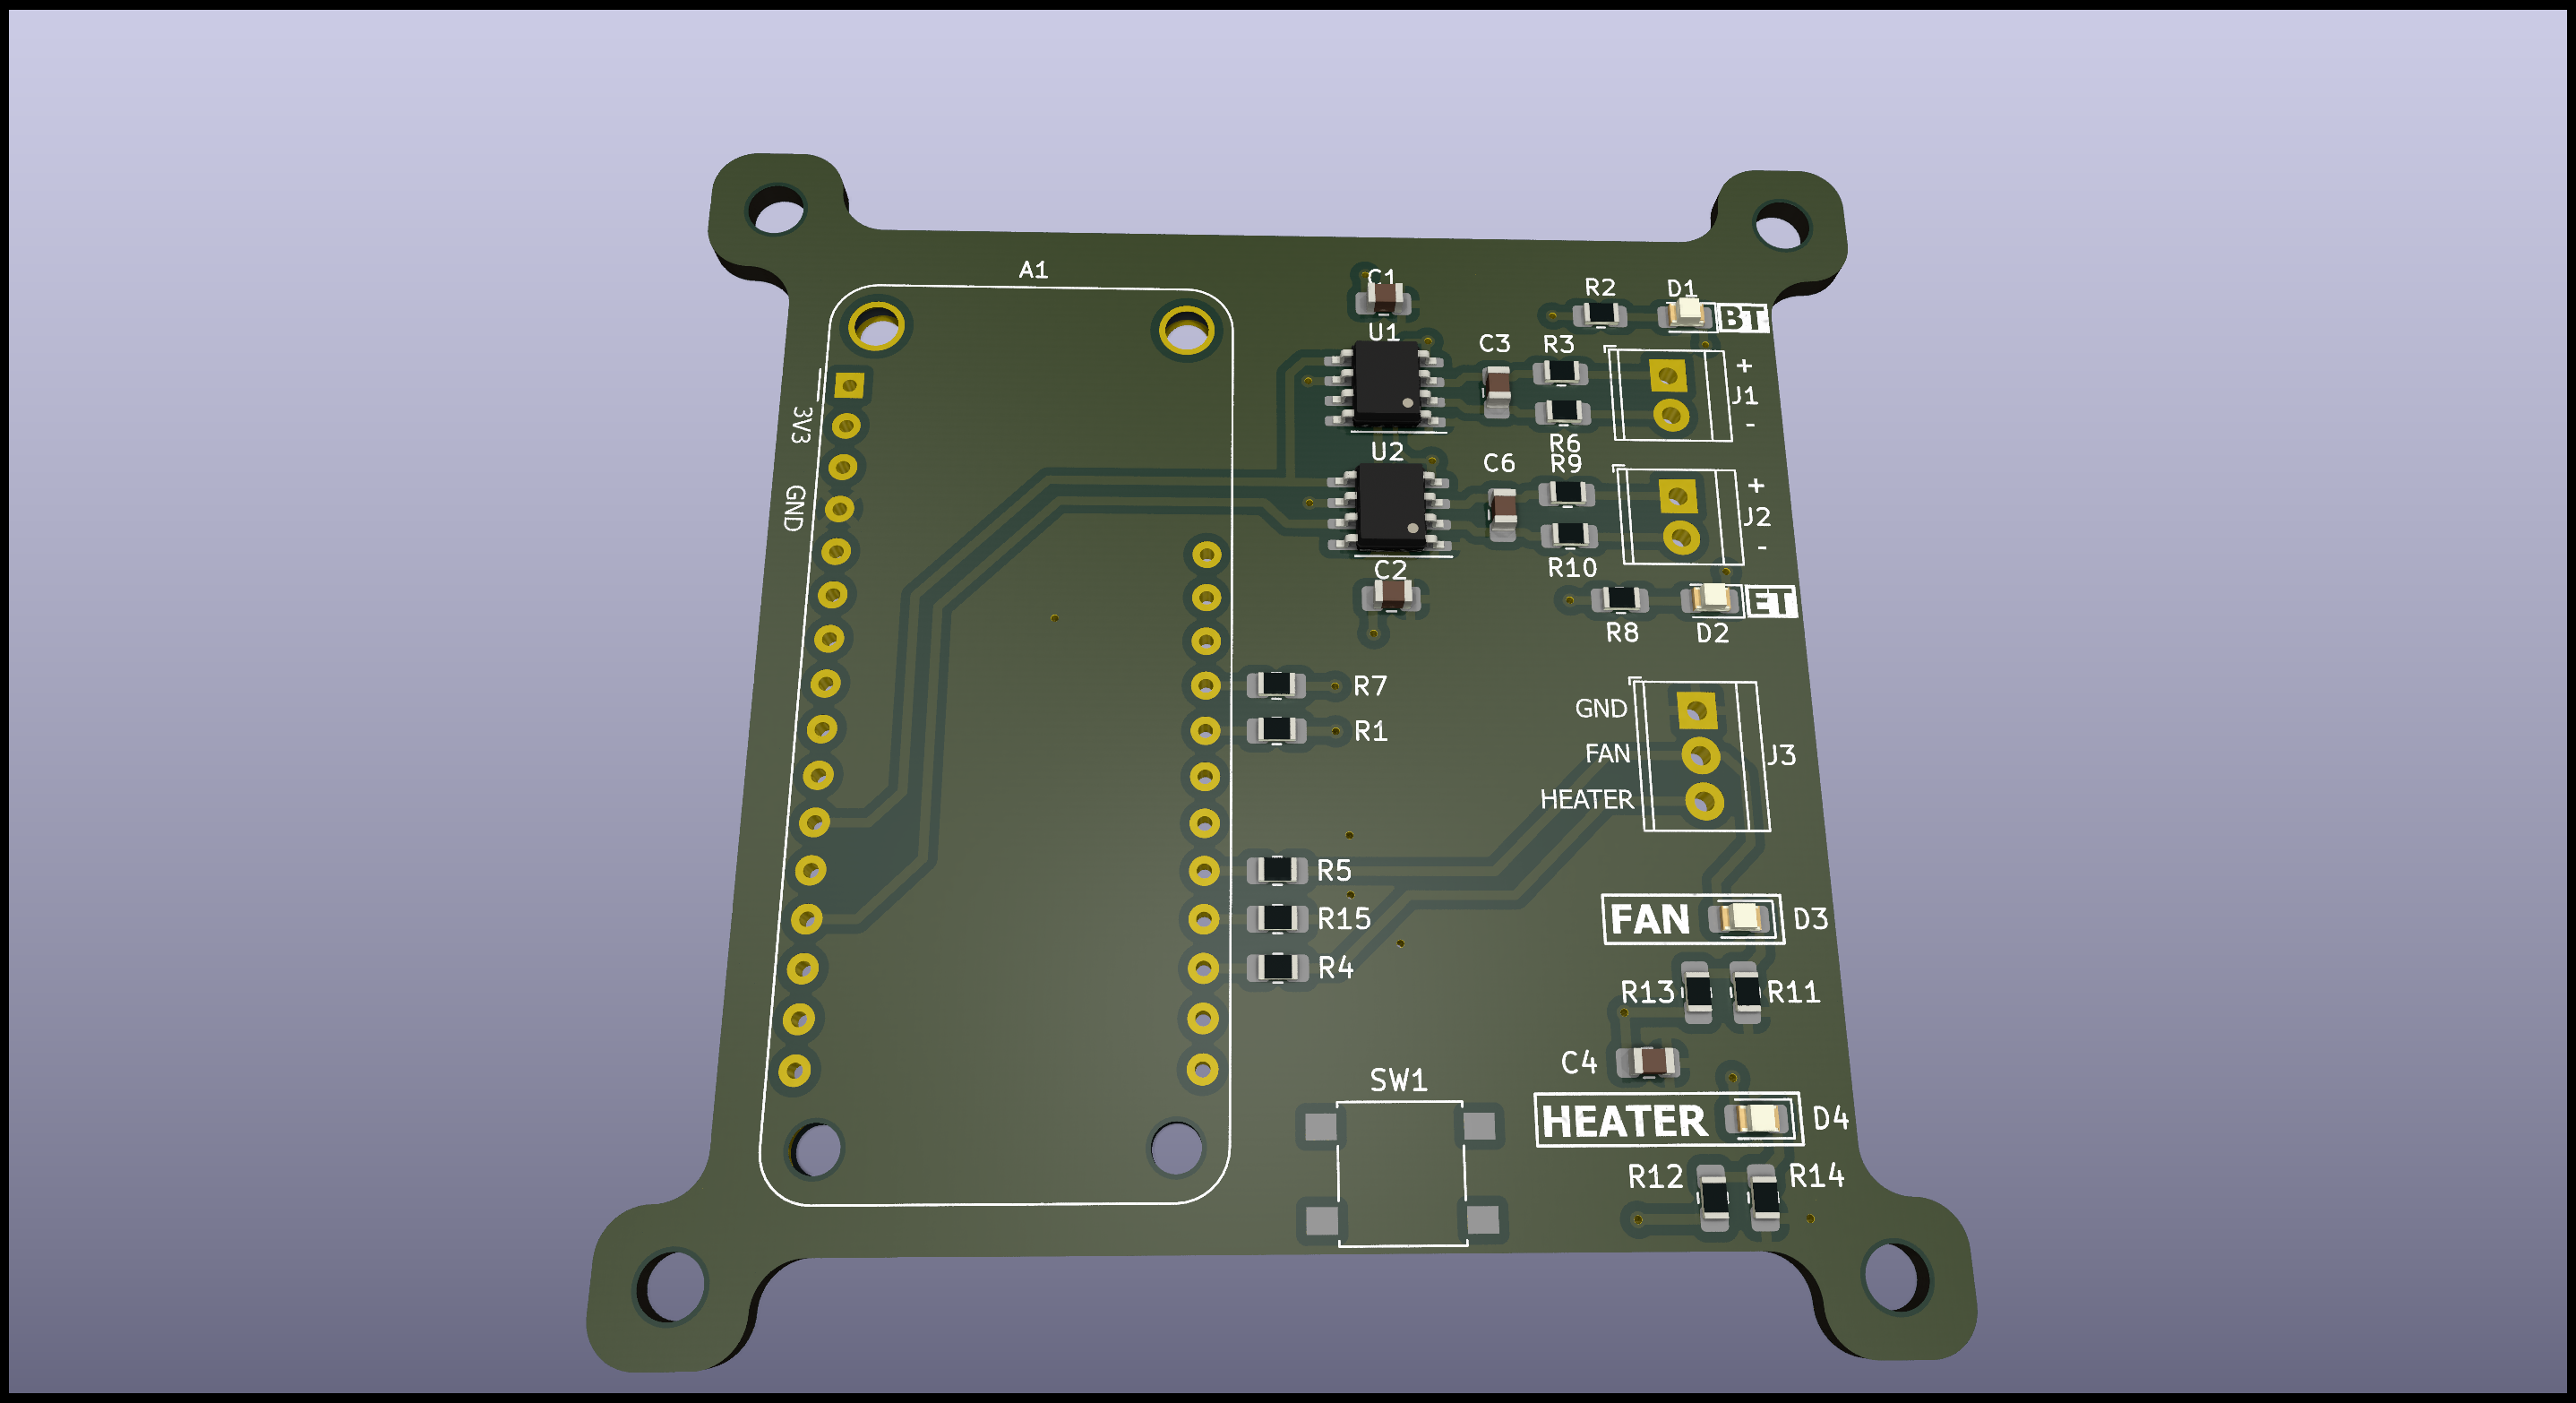 A1
3V3
GND
C1
U1
C3
R3
R6
R2
D1
BT
+
J1
-
U2
C6
R9
R10
+
J2
-
C2
R8
D2
ET
R7
R1
GND
FAN
HEATER
J3
R5
R15
R4
FAN
D3
R13
R11
C4
HEATER
D4
SW1
R12
R14